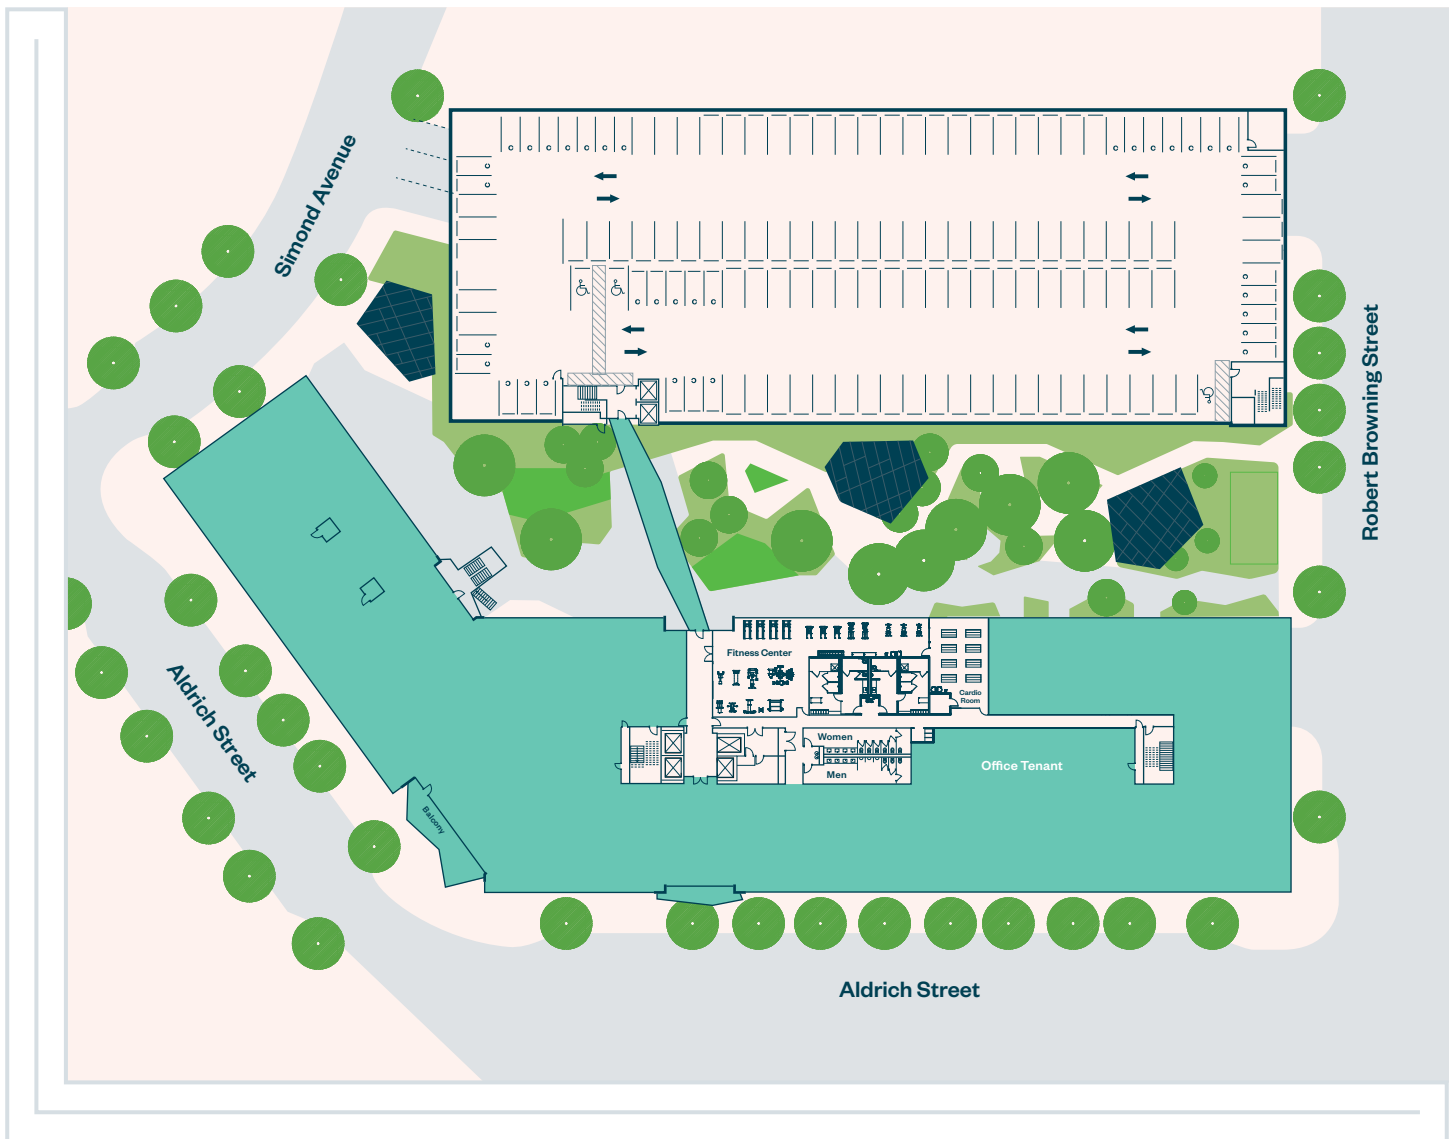 Simond Avenue
Robert Browning Street
Fitness Center
Cardio
Room
Aldrich Street
Women
Men
Office Tenant
Balcony
Aldrich Street